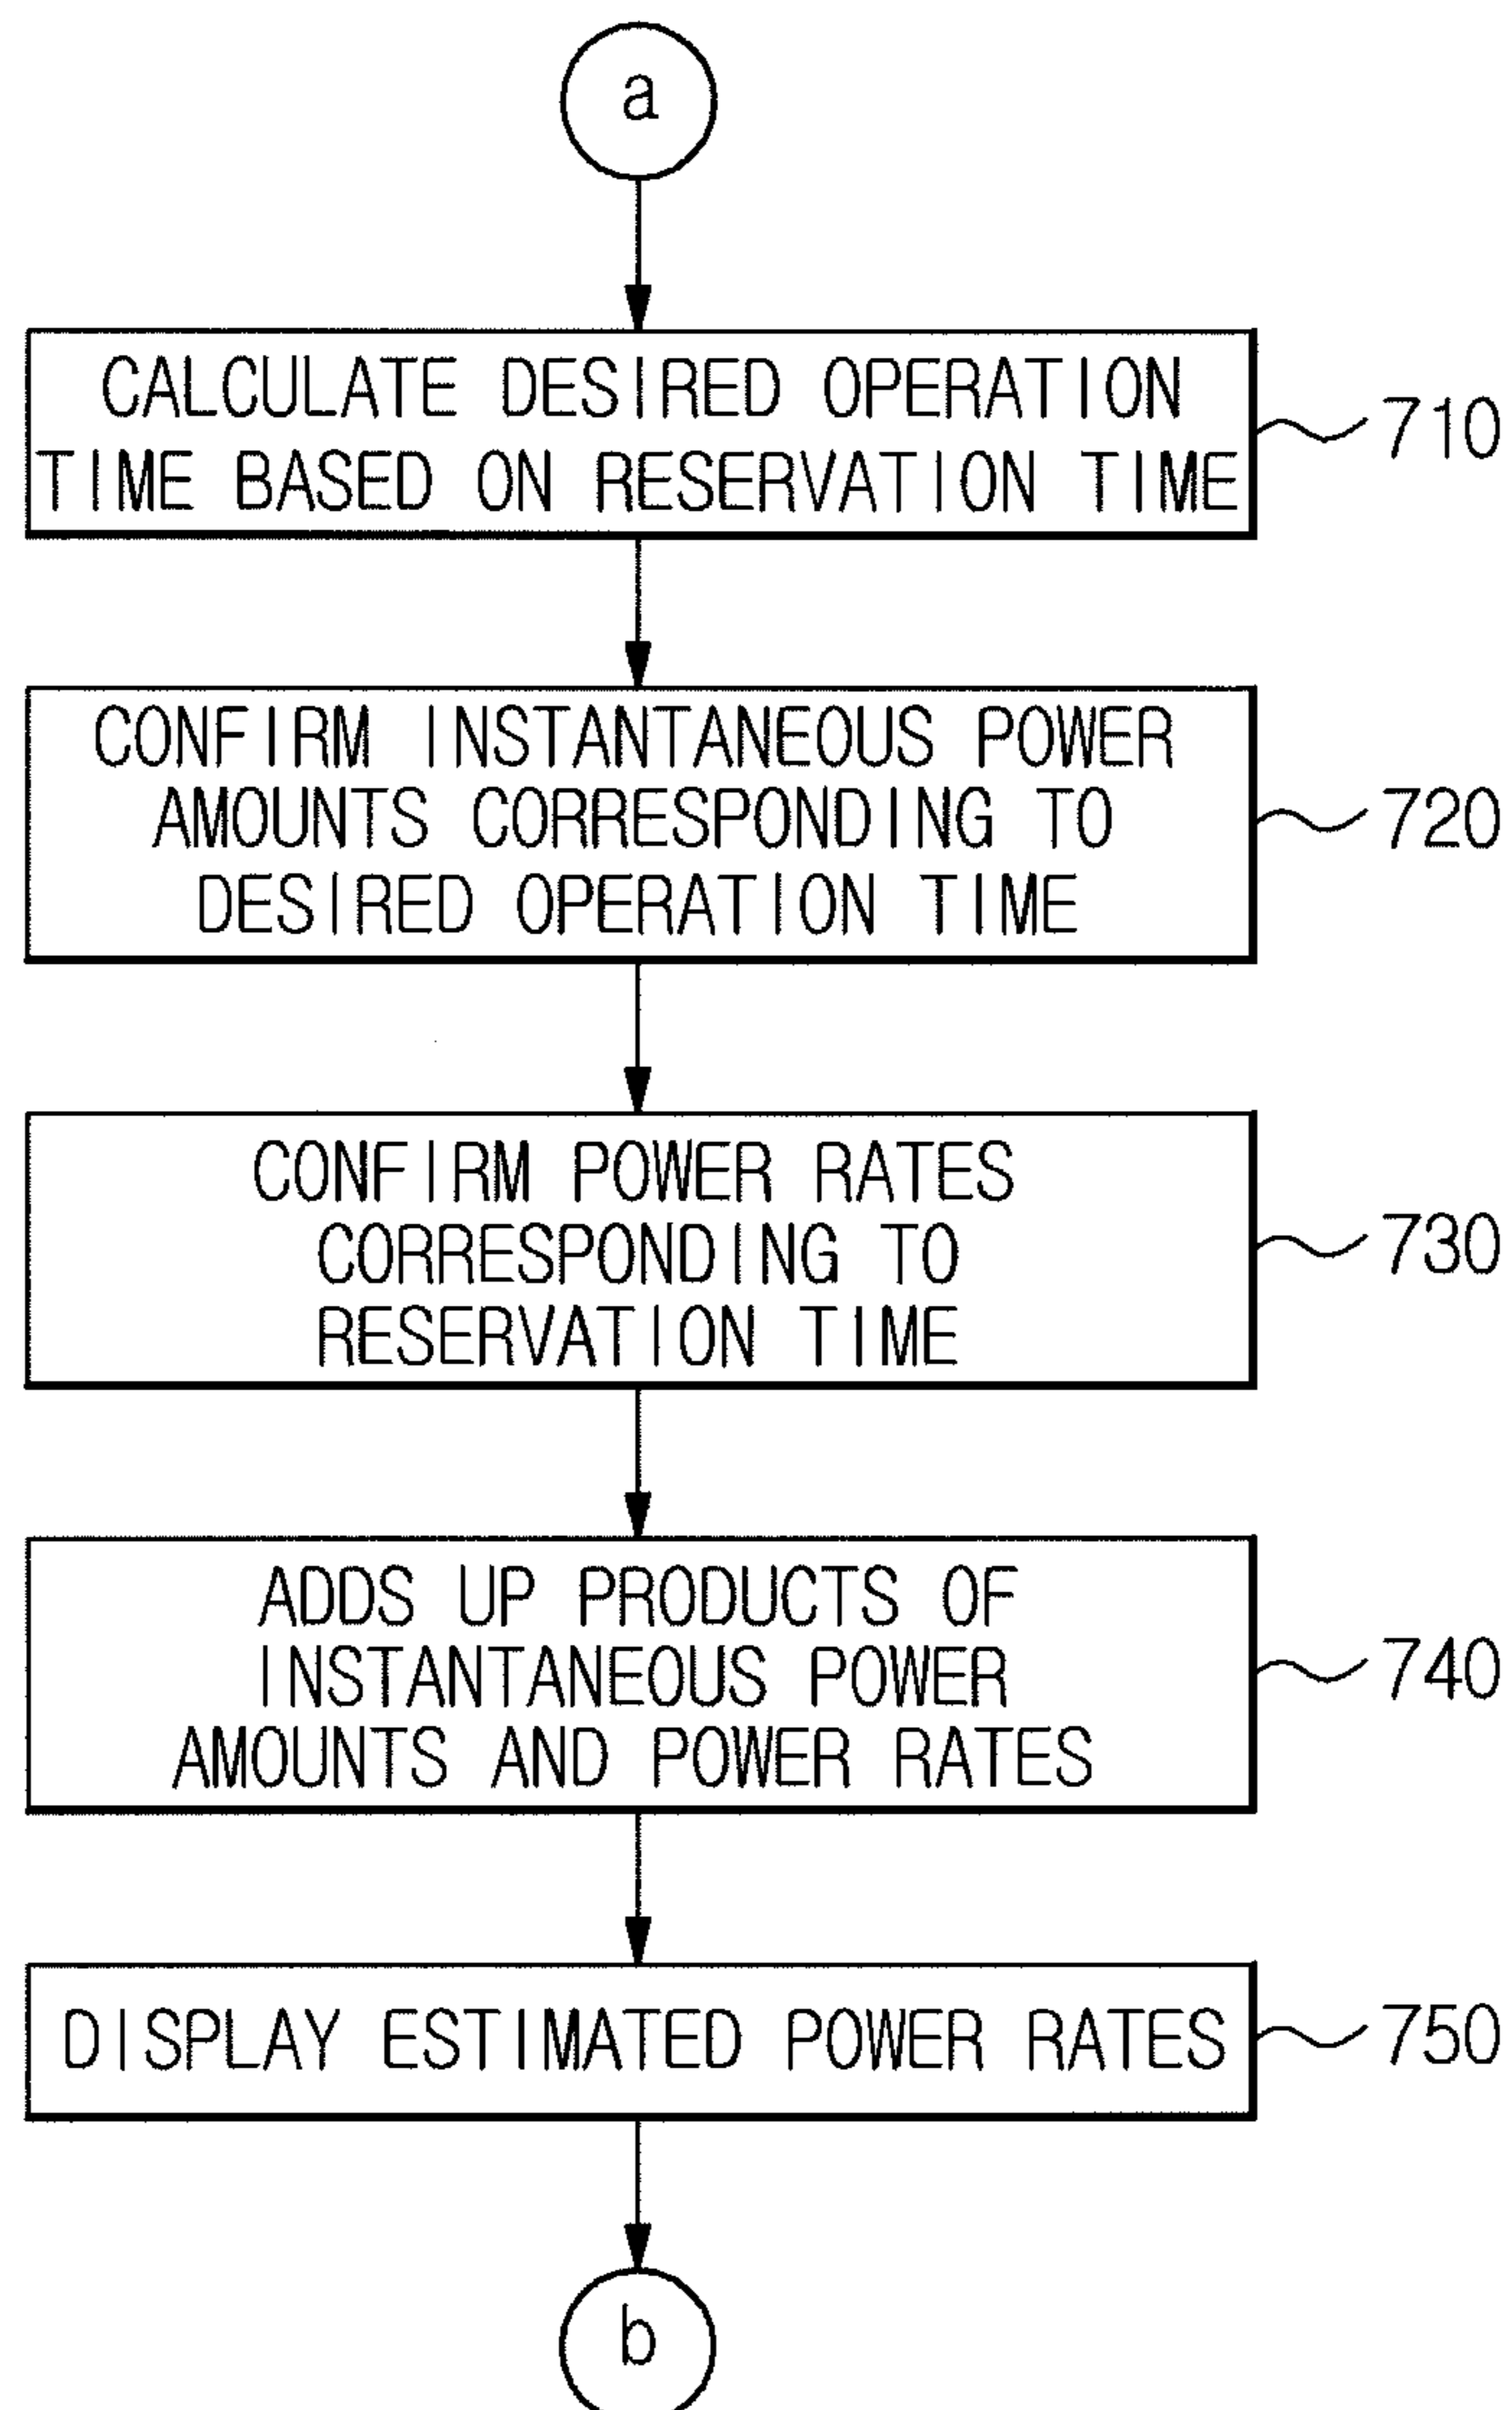 a
CALCULATE DESIRED OPERATION
TIME BASED ON RESERVATION TIME
710
CONFIRM INSTANTANEOUS POWER
AMOUNTS CORRESPONDING TO
DESIRED OPERATION TIME
720
CONFIRM POWER RATES
CORRESPONDING TO
RESERVATION TIME
730
ADDS UP PRODUCTS OF
INSTANTANEOUS POWER
AMOUNTS AND POWER RATES
740
DISPLAY ESTIMATED POWER RATES
750
b